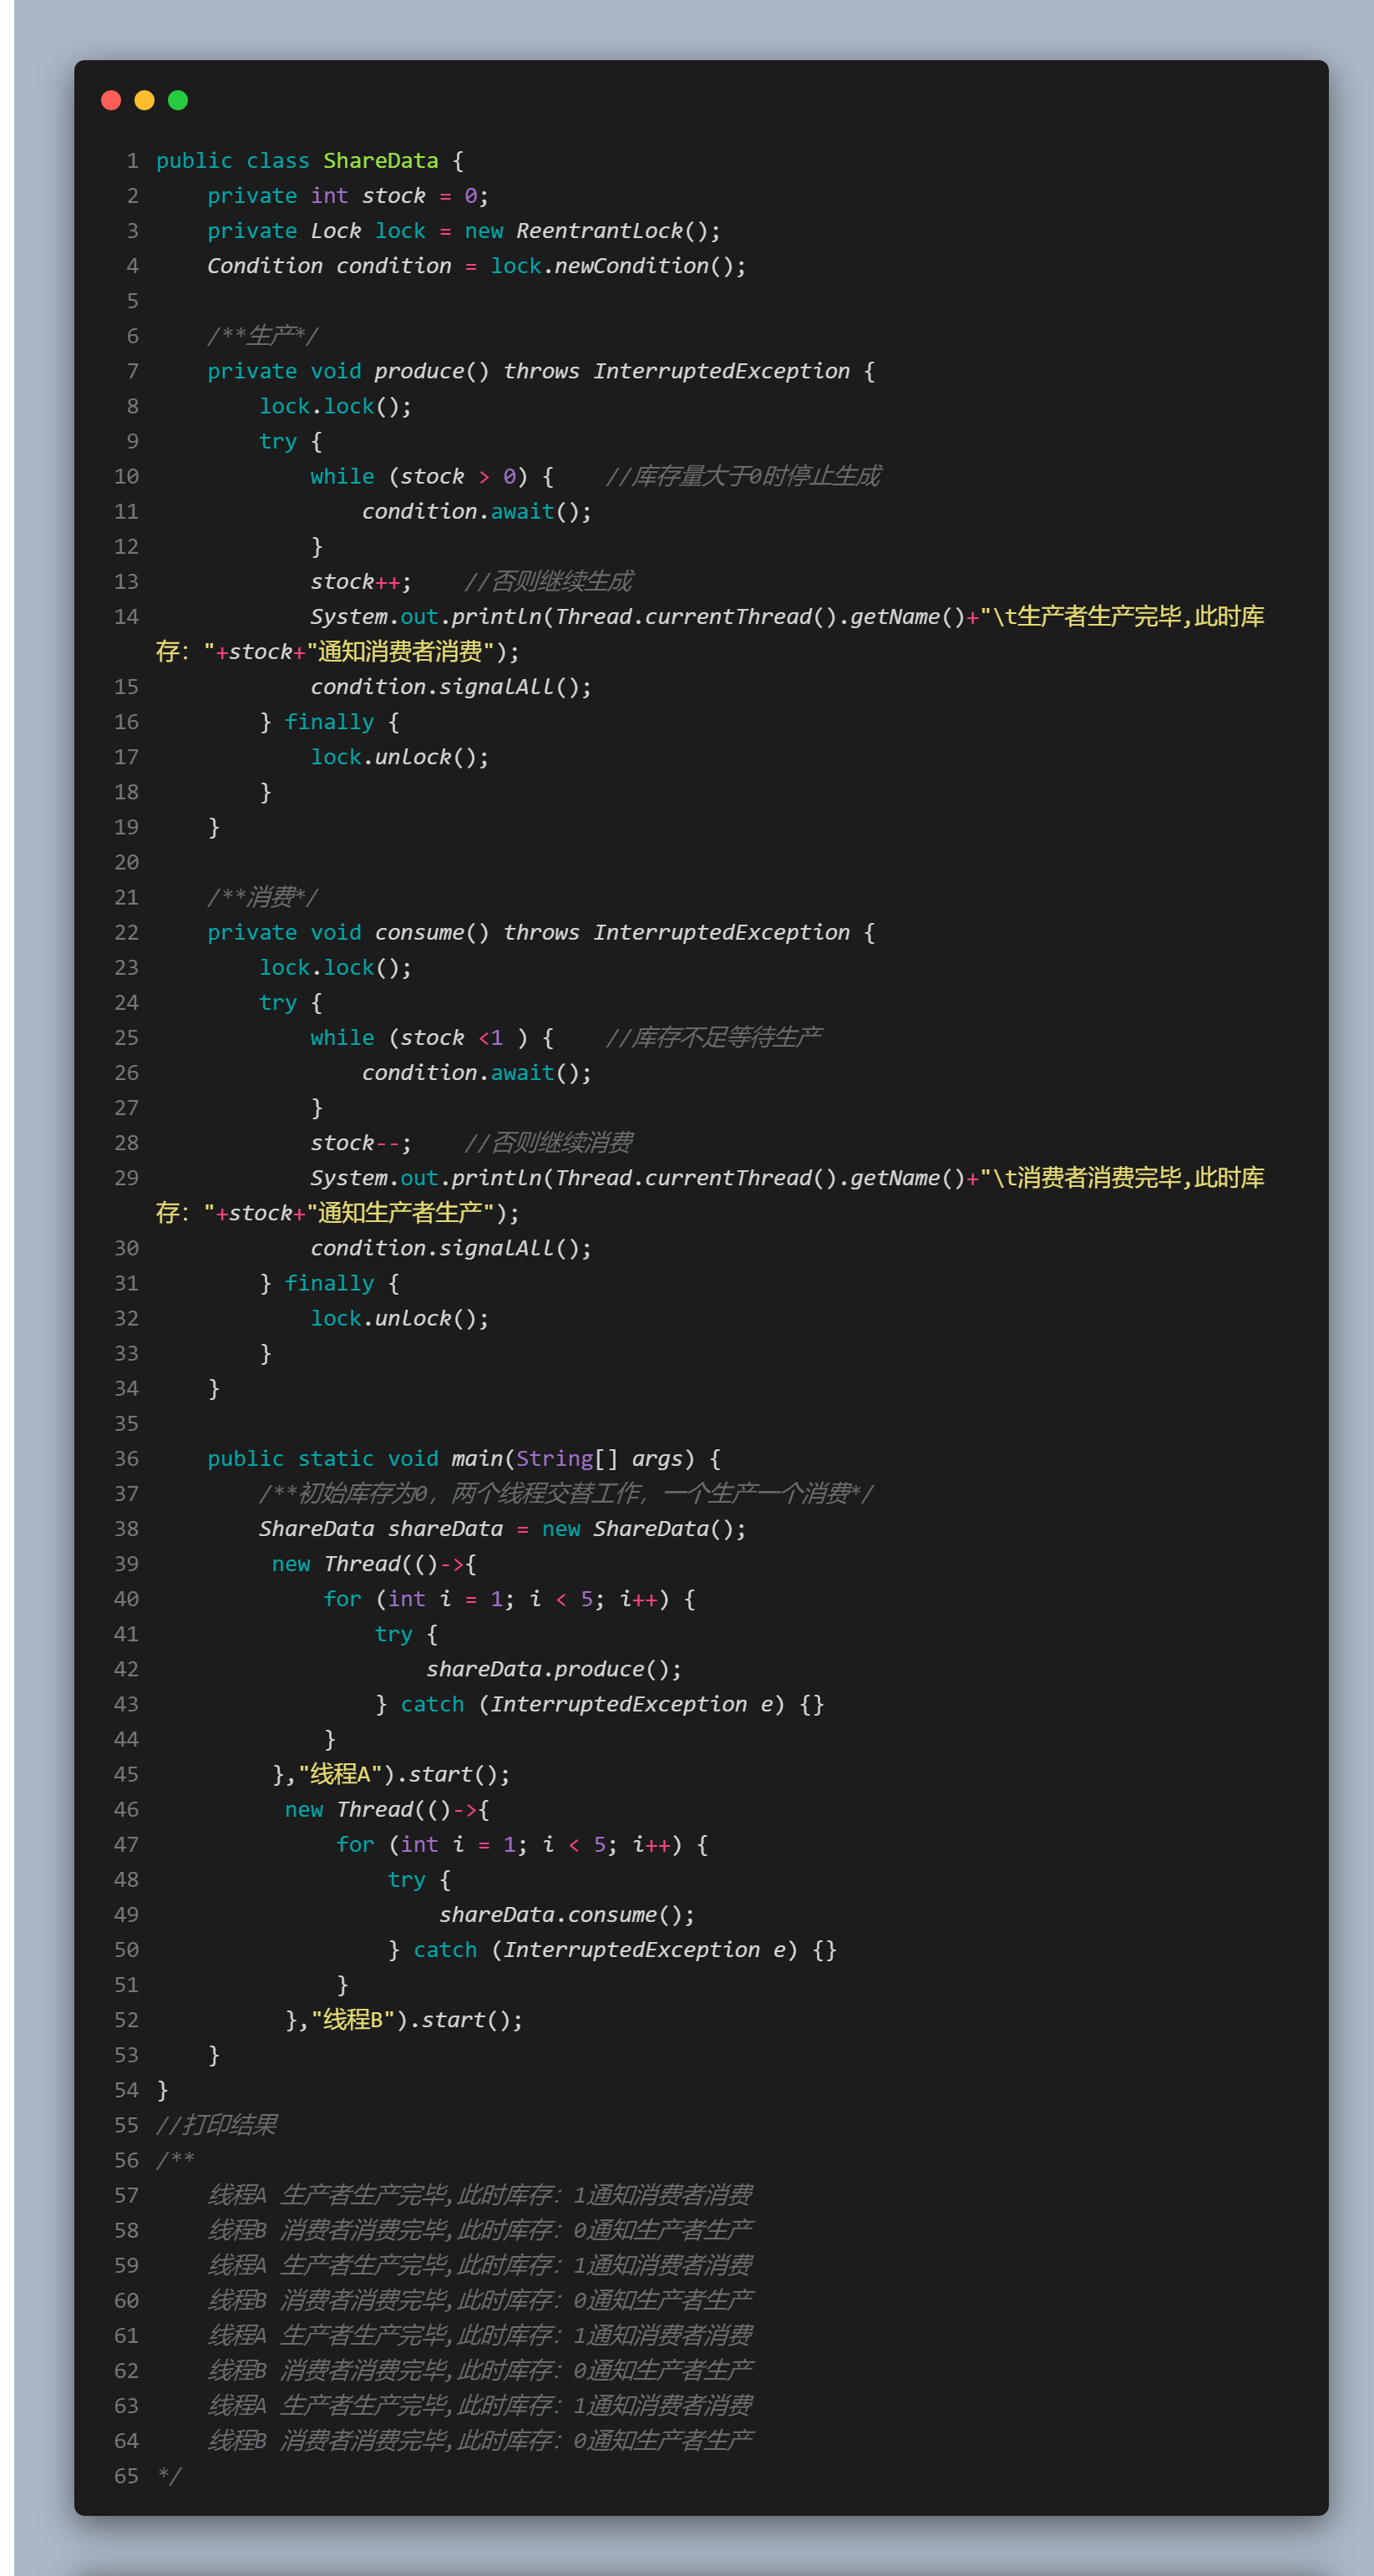 1 public class ShareData {
2     private int stock = 0;
3     private Lock lock = new ReentrantLock();
4     Condition condition = lock.newCondition();
5
6     /**生产*/
7     private void produce() throws InterruptedException {
8         lock.lock();
9         try {
10             while (stock > 0) {    //库存量大于0时停止生成
11                 condition.await();
12             }
13             stock++;    //否则继续生成
14             System.out.println(Thread.currentThread().getName()+"\t生产者生产完毕,此时库
存: "+stock+"通知消费者消费");
15             condition.signalAll();
16         } finally {
17             lock.unlock();
18         }
19     }
20
21     /**消费*/
22     private void consume() throws InterruptedException {
23         lock.lock();
24         try {
25             while (stock <1 ) {    //库存不足等待生产
26                 condition.await();
27             }
28             stock--;    //否则继续消费
29             System.out.println(Thread.currentThread().getName()+"\t消费者消费完毕,此时库
存: "+stock+"通知生产者生产");
30             condition.signalAll();
31         } finally {
32             lock.unlock();
33         }
34     }
35
36     public static void main(String[] args) {
37         /**初始库存为0, 两个线程交替工作, 一个生产一个消费*/
38         ShareData shareData = new ShareData();
39          new Thread(()->{
40              for (int i = 1; i < 5; i++) {
41                  try {
42                      shareData.produce();
43                  } catch (InterruptedException e) {}
44              }
45          },"线程A").start();
46           new Thread(()->{
47               for (int i = 1; i < 5; i++) {
48                   try {
49                       shareData.consume();
50                   } catch (InterruptedException e) {}
51               }
52           },"线程B").start();
53     }
54 }
55 //打印结果
56 /**
57     线程A 生产者生产完毕,此时库存: 1通知消费者消费
58     线程B 消费者消费完毕,此时库存: 0通知生产者生产
59     线程A 生产者生产完毕,此时库存: 1通知消费者消费
60     线程B 消费者消费完毕,此时库存: 0通知生产者生产
61     线程A 生产者生产完毕,此时库存: 1通知消费者消费
62     线程B 消费者消费完毕,此时库存: 0通知生产者生产
63     线程A 生产者生产完毕,此时库存: 1通知消费者消费
64     线程B 消费者消费完毕,此时库存: 0通知生产者生产
65 */